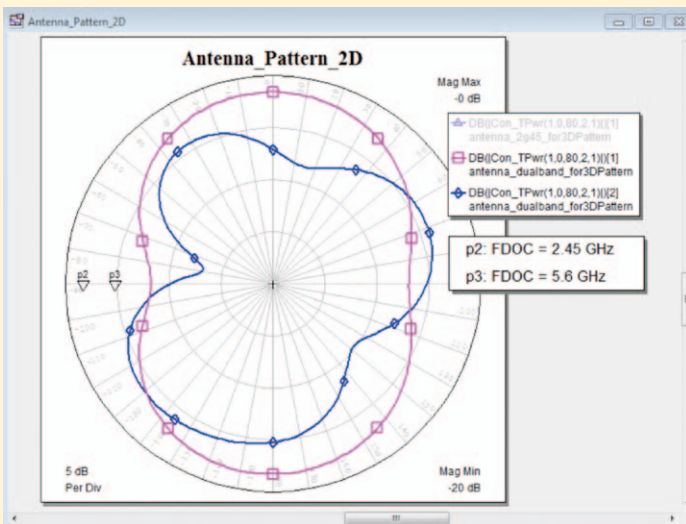 Antenna_Pattern_2D
Antenna_Pattern_2D
Mag Max
-0 dB
DB(|Con_TPwr(1,0,80,2,1)|)[1]
antenna_2p45_for3DPattern
DB(|Con_TPwr(1,0,80,2,1)|)[1]
antenna_dualband_for3DPattern
DB(|Con_TPwr(1,0,80,2,1)|)[2]
antenna_dualband_for3DPattern
p2: FDOC = 2.45 GHz
p3: FDOC = 5.6 GHz
p2 p3
5 dB
Per Div
Mag Min
-20 dB